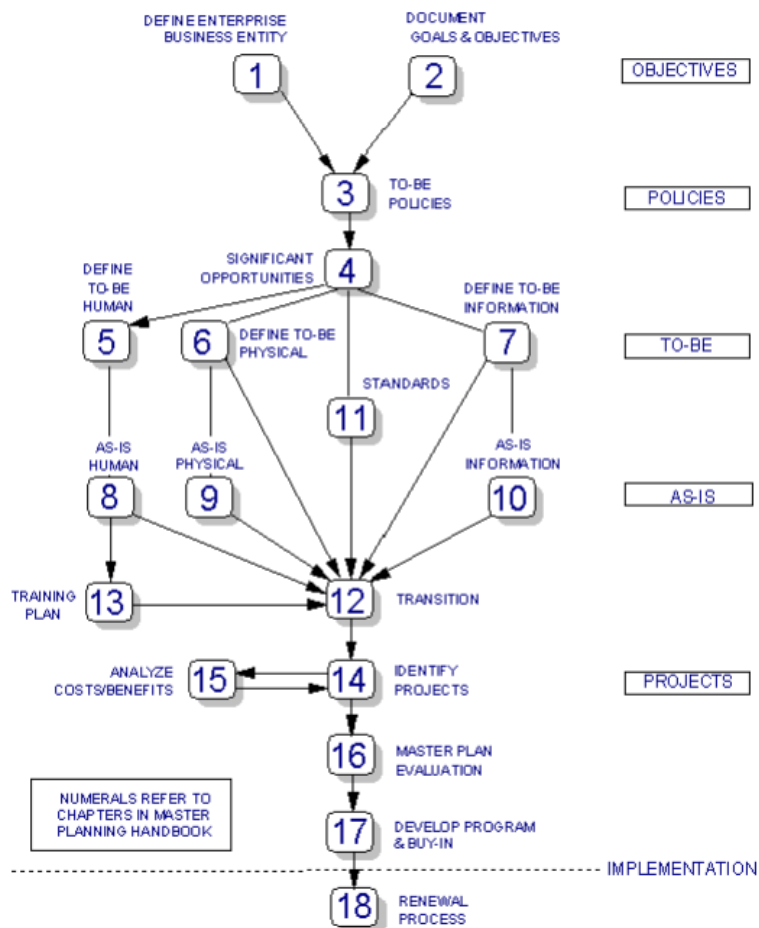 DEFINE ENTERPRISE
BUSINESS ENTITY
DOCUMENT
GOALS & OBJECTIVES
1
2
OBJECTIVES
3
TO-BE
POLICIES
POLICIES
SIGNIFICANT
OPPORTUNITIES
4
DEFINE
TO-BE
HUMAN
DEFINE TO-BE
INFORMATION
5
6
DEFINE TO-BE
PHYSICAL
7
TO-BE
STANDARDS
11
AS-IS
HUMAN
AS-IS
PHYSICAL
AS-IS
INFORMATION
8
9
10
AS-IS
TRAINING
PLAN
13
12
TRANSITION
ANALYZE
COSTS/BENEFITS
15
14
IDENTIFY
PROJECTS
PROJECTS
16
MASTER PLAN
EVALUATION
NUMERALS REFER TO
CHAPTERS IN MASTER
PLANNING HANDBOOK
17
DEVELOP PROGRAM
& BUY-IN
IMPLEMENTATION
18
RENEWAL
PROCESS